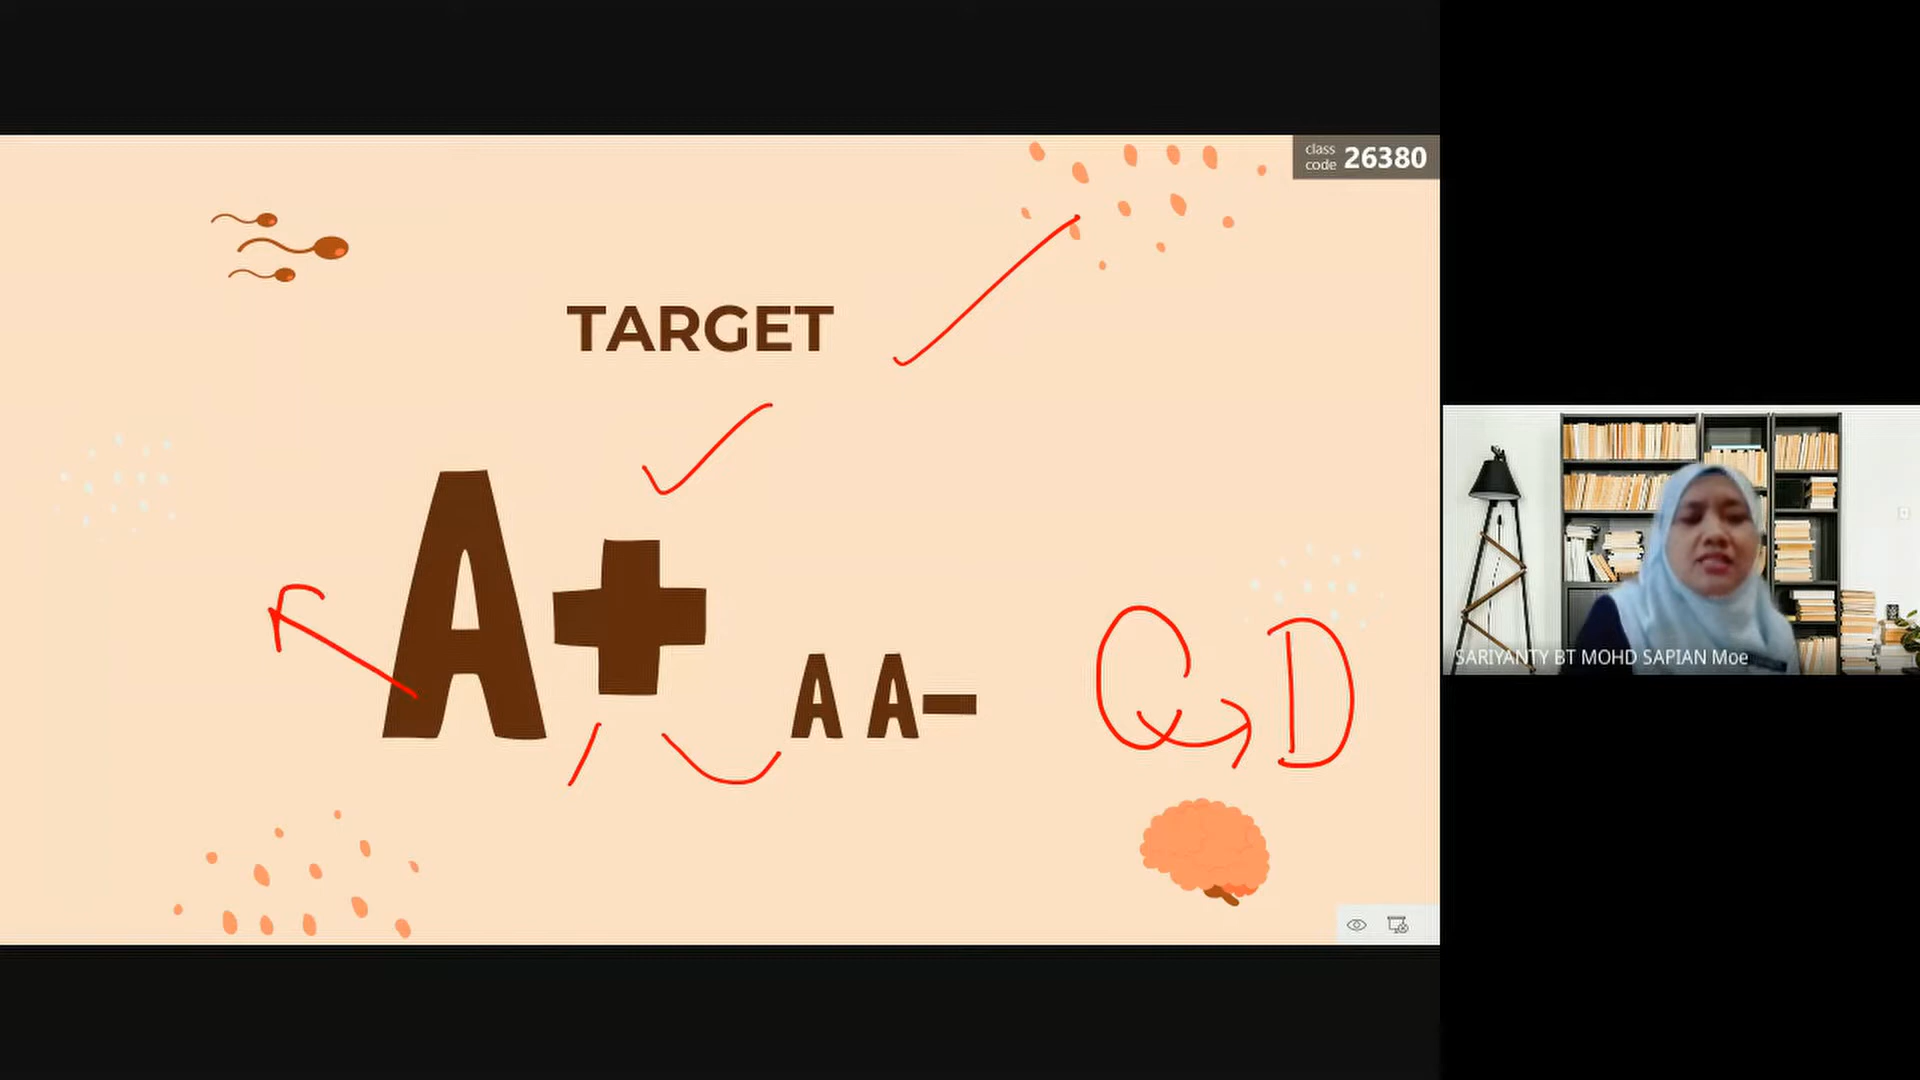 class
code 26380
TARGET
A+ A A-
C D
SARIYANTY BT MOHD SAPIAN Moe